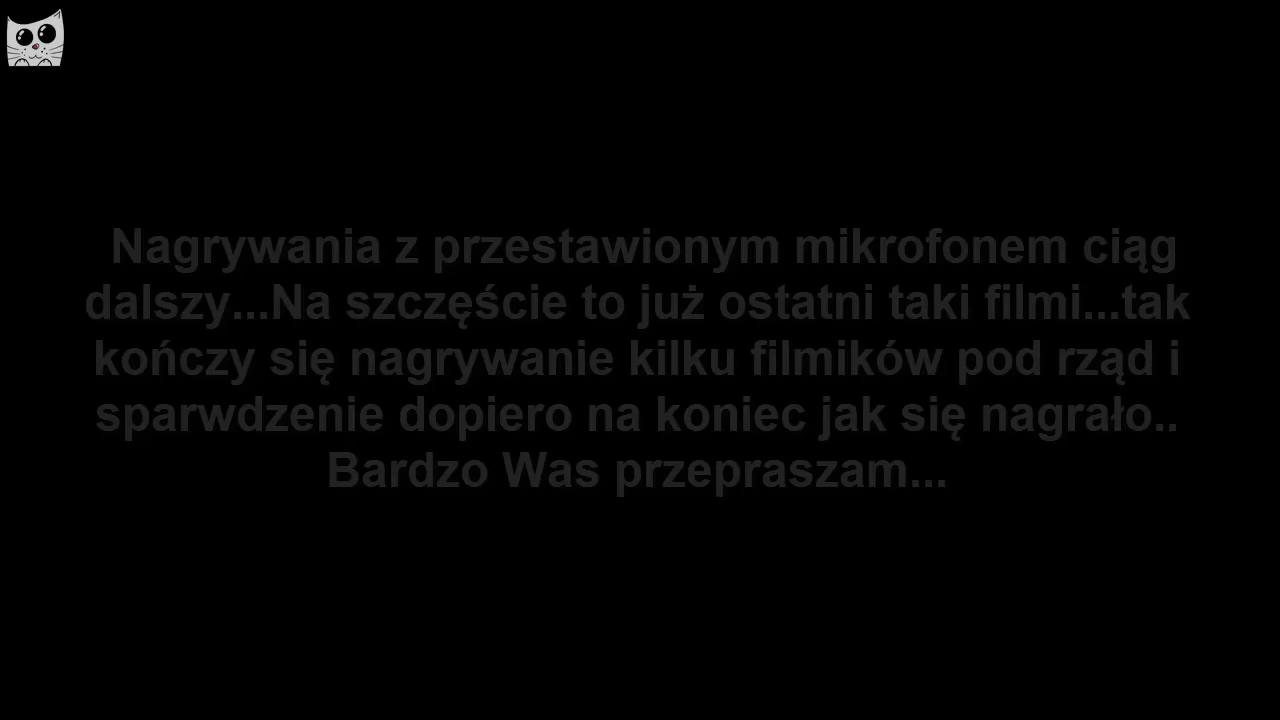 Nagrywania z przestawionym mikrofonem ciąg
dalszy...Na szczęście to już ostatni taki filmi...tak
kończy się nagrywanie kilku filmików pod rząd i
sparwdzenie dopiero na koniec jak się nagrało..
Bardzo Was przepraszam...